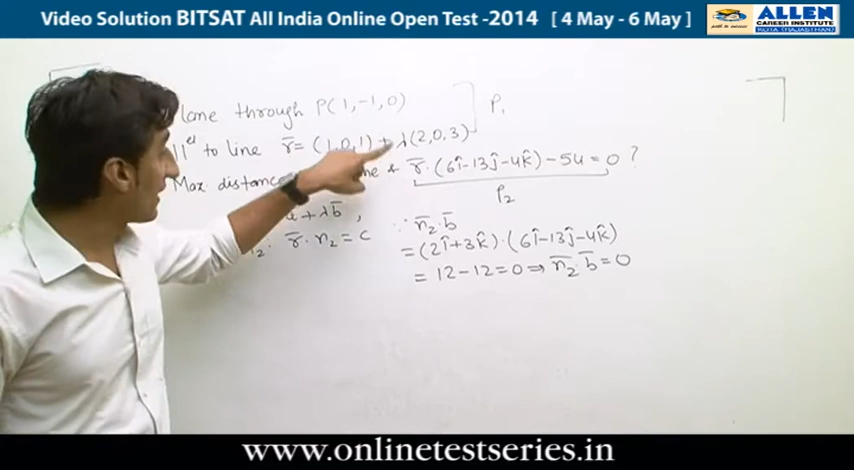 Video Solution BITSAT All India Online Open Test -2014 [ 4 May - 6 May ]
ALLEN
CAREER INSTITUTE
KOTA (RAJASTHAN)
lane through P(1,-1,0)
P₁
||el to line r̄ = (1,0,1) + λ(2,0,3)
Max distance & r̄·(6î-13ĵ-4k̂) - 54 = 0 ?
P₂
+ λb̄ , ∵ n̄₂·b̄
r̄·n₂ = c = (2î+3k̂)·(6î-13ĵ-4k̂)
= 12-12 = 0 ⇒ n̄₂·b̄ = 0
www.onlinetestseries.in